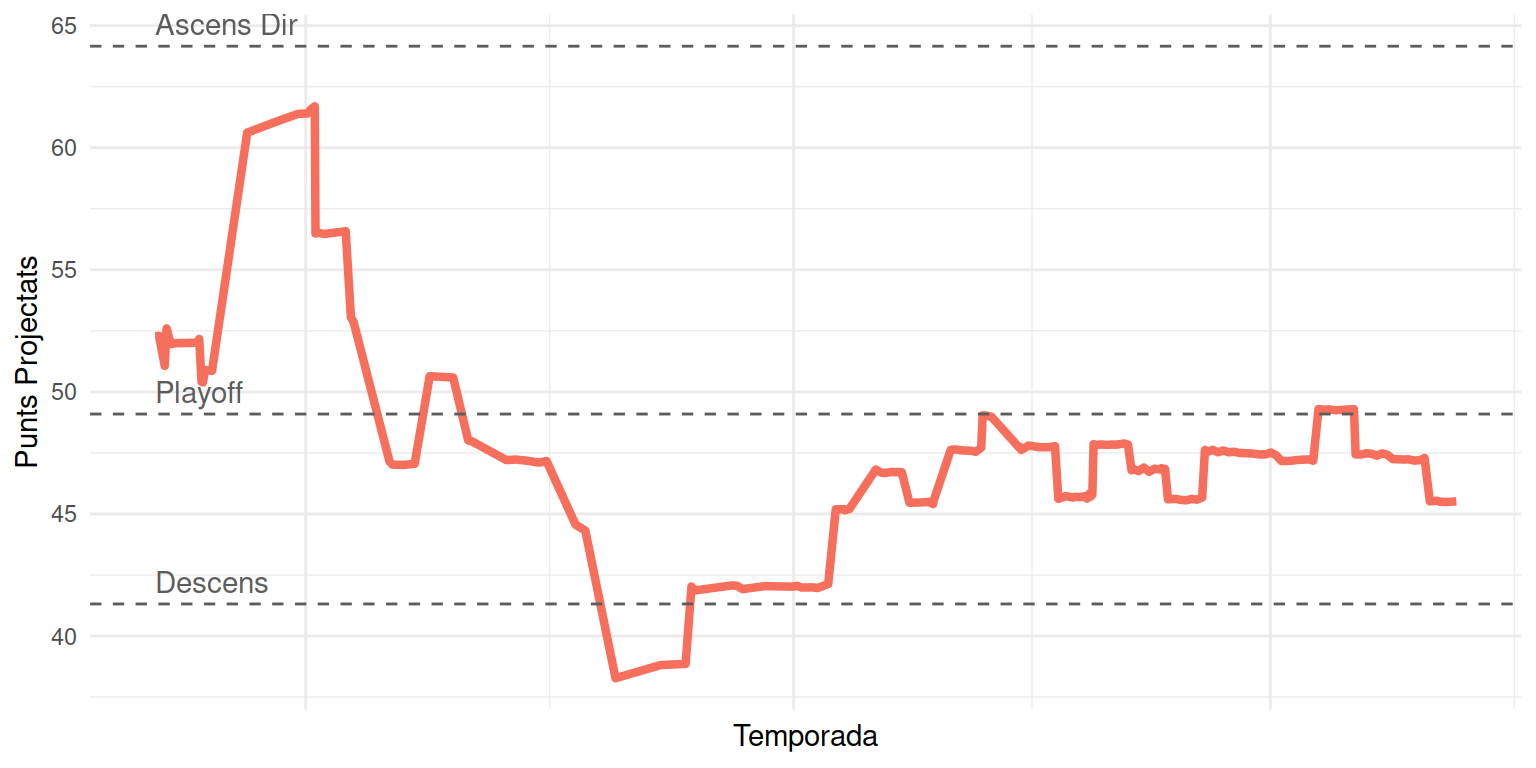 65
Ascens Dir
60
55
50
Playoff
45
Descens
40
Punts Projectats
Temporada